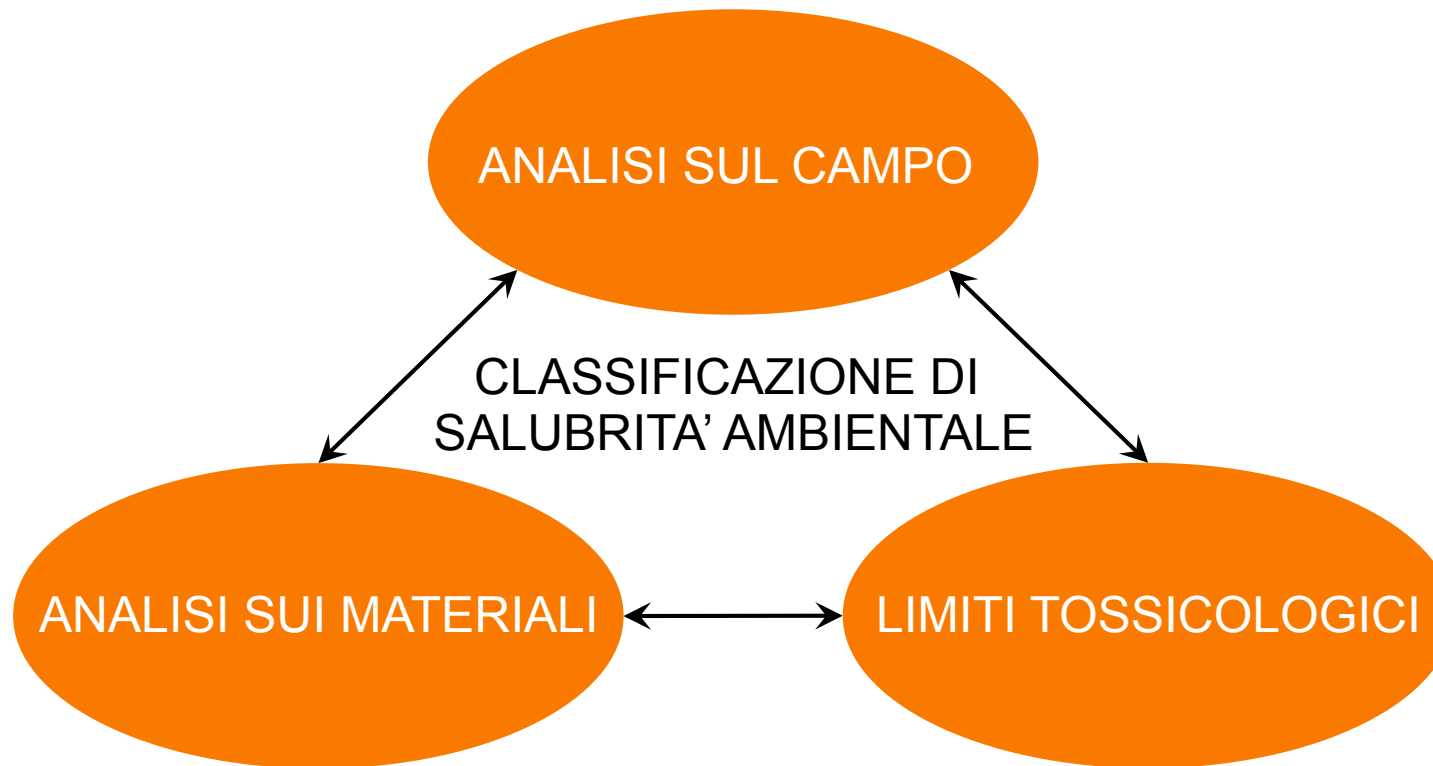 ANALISI SUL CAMPO
CLASSIFICAZIONE DI
SALUBRITA’ AMBIENTALE
ANALISI SUI MATERIALI
LIMITI TOSSICOLOGICI